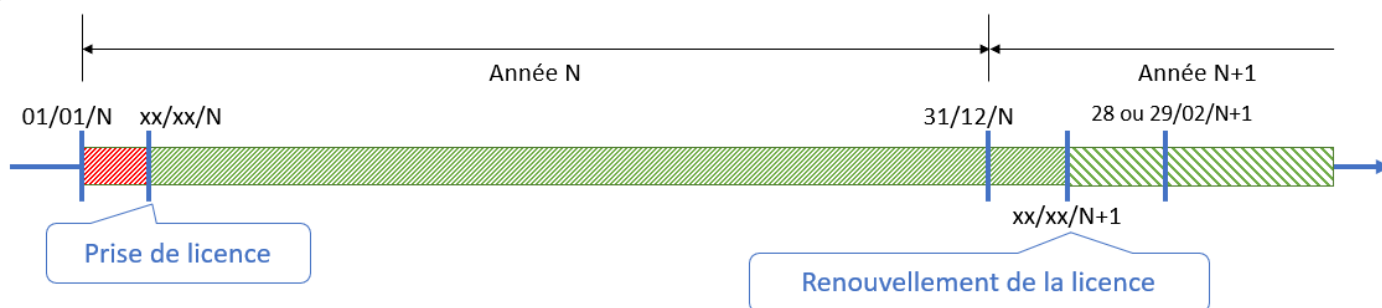 Année N
Année N+1
01/01/N
xx/xx/N
31/12/N
28 ou 29/02/N+1
xx/xx/N+1
Prise de licence
Renouvellement de la licence